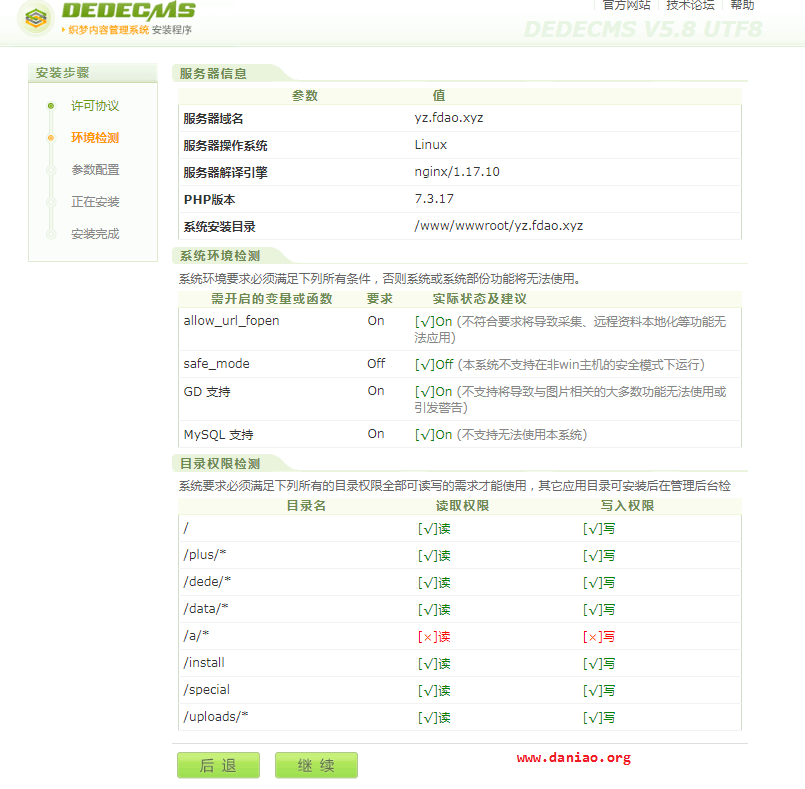 DEDECMS
织梦内容管理系统 安装程序
官方网站 技术论坛 帮助
DEDECMS V5.8 UTF8
安装步骤
许可协议
环境检测
参数配置
正在安装
安装完成
服务器信息
参数 值
服务器域名 yz.fdao.xyz
服务器操作系统 Linux
服务器解译引擎 nginx/1.17.10
PHP版本 7.3.17
系统安装目录 /www/wwwroot/yz.fdao.xyz
系统环境检测
系统环境要求必须满足下列所有条件，否则系统或系统部份功能将无法使用。
需开启的变量或函数 要求 实际状态及建议
allow_url_fopen On [√]On (不符合要求将导致采集、远程资料本地化等功能无
法应用)
safe_mode Off [√]Off (本系统不支持在非win主机的安全模式下运行)
GD 支持 On [√]On (不支持将导致与图片相关的大多数功能无法使用或
引发警告)
MySQL 支持 On [√]On (不支持无法使用本系统)
目录权限检测
系统要求必须满足下列所有的目录权限全部可读写的需求才能使用，其它应用目录可安装后在管理后台检
目录名 读取权限 写入权限
/ [√]读 [√]写
/plus/* [√]读 [√]写
/dede/* [√]读 [√]写
/data/* [√]读 [√]写
/a/* [×]读 [×]写
/install [√]读 [√]写
/special [√]读 [√]写
/uploads/* [√]读 [√]写
后 退 继 续
www.daniao.org